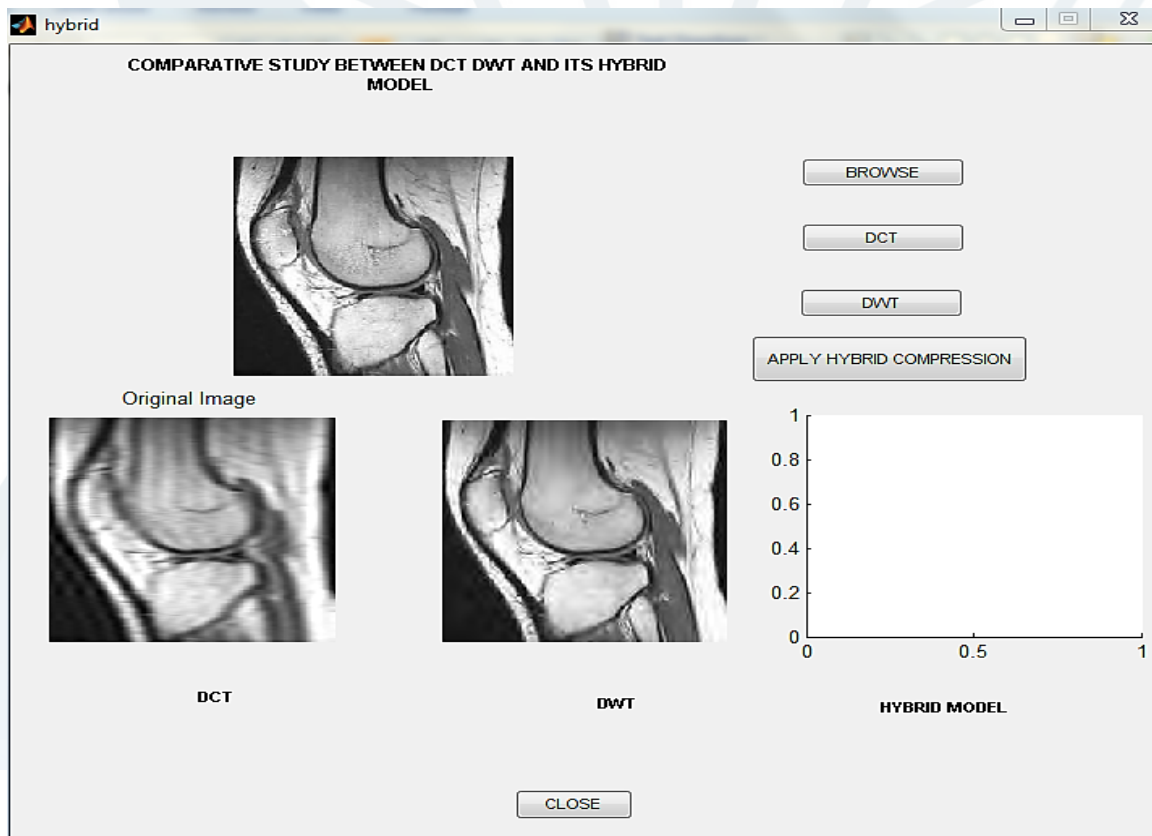 hybrid
COMPARATIVE STUDY BETWEEN DCT DWT AND ITS HYBRID
MODEL
BROWSE
DCT
DWT
APPLY HYBRID COMPRESSION
Original Image
1
0.8
0.6
0.4
0.2
0
0 0.5 1
DCT
DWT
HYBRID MODEL
CLOSE